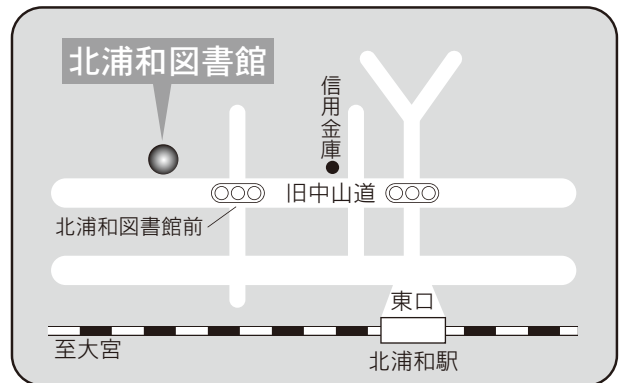 北浦和図書館
信用金庫
旧中山道
北浦和図書館前
東口
至大宮
北浦和駅